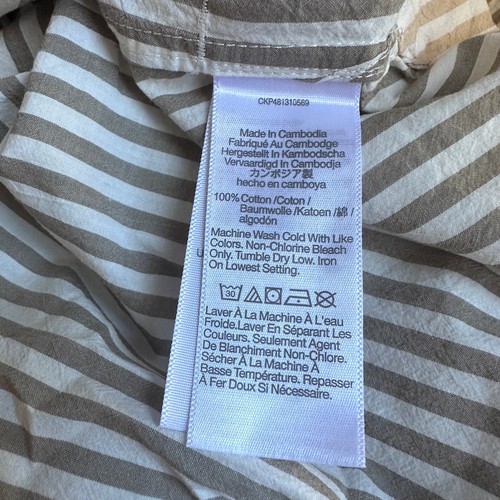 CKP481310569
Made In Cambodia
Fabriqué Au Cambodge
Hergestellt In Kambodscha
Vervaardigd In Cambodja
カンボジア製
hecho en camboya
100% Cotton /Coton /
Baumwolle /Katoen /綿 /
algodón
Machine Wash Cold With Like
Colors. Non-Chlorine Bleach
Only. Tumble Dry Low. Iron
On Lowest Setting.
30
Laver À La Machine À L'eau
Froide.Laver En Séparant Les
Couleurs. Seulement Agent
De Blanchiment Non-Chlore.
Sécher À La Machine À
Basse Température. Repasser
À Fer Doux Si Nécessaire.